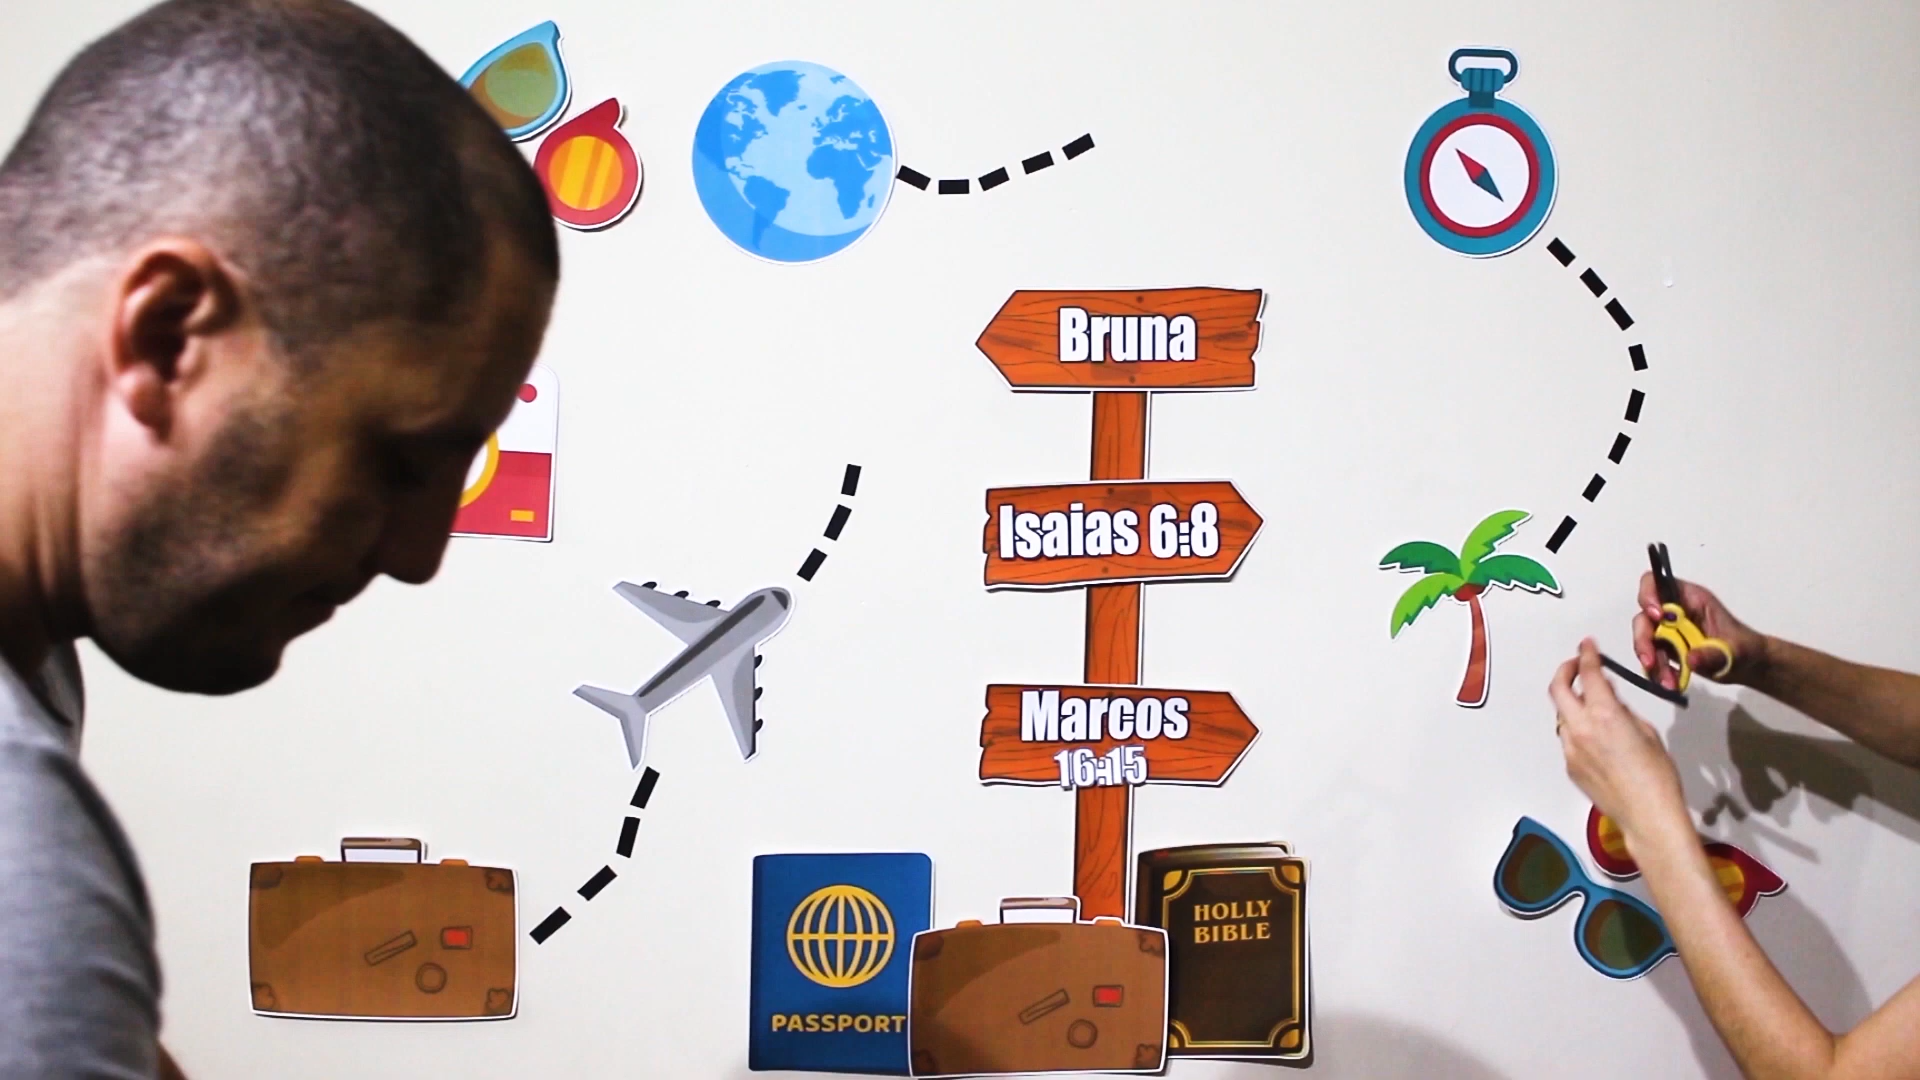 Bruna
Isaias 6:8
Marcos
16:15
HOLLY
BIBLE
PASSPORT